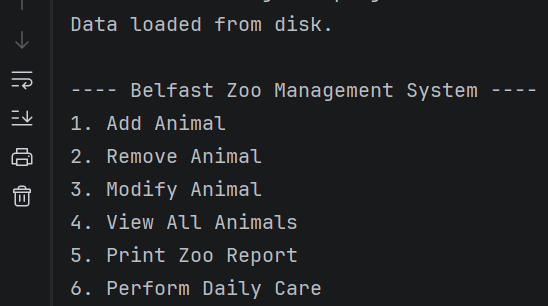 Data loaded from disk.
---- Belfast Zoo Management System ----
1. Add Animal
2. Remove Animal
3. Modify Animal
4. View All Animals
5. Print Zoo Report
6. Perform Daily Care